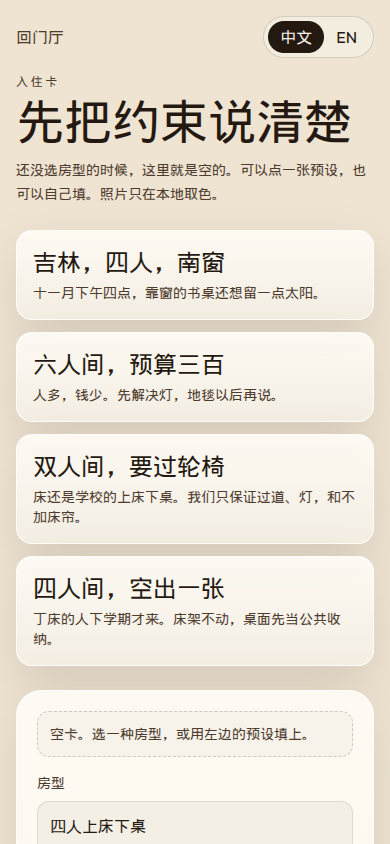 回门厅
中文 EN
入住卡
先把约束说清楚
还没选房型的时候，这里就是空的。可以点一张预设，也
可以自己填。照片只在本地取色。
吉林，四人，南窗
十一月下午四点，靠窗的书桌还想留一点太阳。
六人间，预算三百
人多，钱少。先解决灯，地毯以后再说。
双人间，要过轮椅
床还是学校的上床下桌。我们只保证过道、灯，和不
加床帘。
四人间，空出一张
丁床的人下学期才来。床架不动，桌面先当公共收
纳。
空卡。选一种房型，或用左边的预设填上。
房型
四人上床下桌